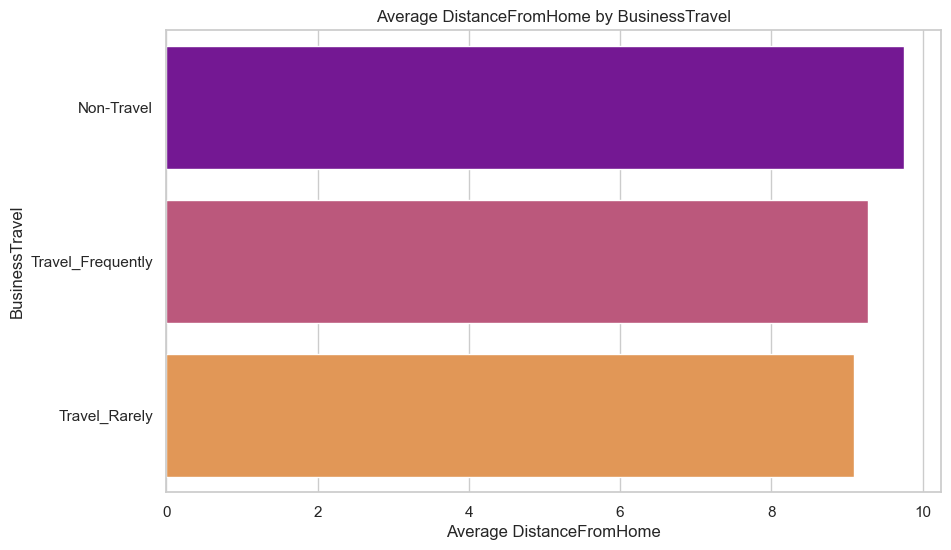 Average DistanceFromHome by BusinessTravel
BusinessTravel
Non-Travel
Travel_Frequently
Travel_Rarely
0 2 4 6 8 10
Average DistanceFromHome